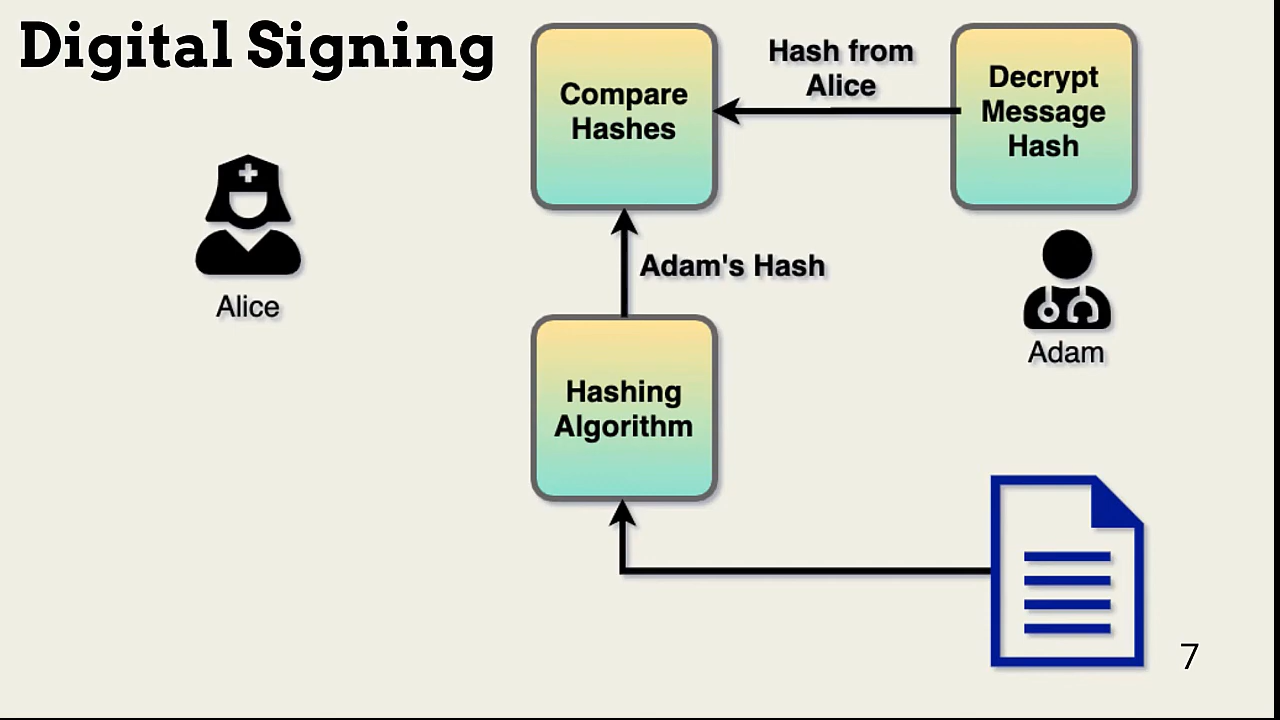 Digital Signing
Compare
Hashes
Hash from
Alice
Decrypt
Message
Hash
Alice
Adam's Hash
Adam
Hashing
Algorithm
7